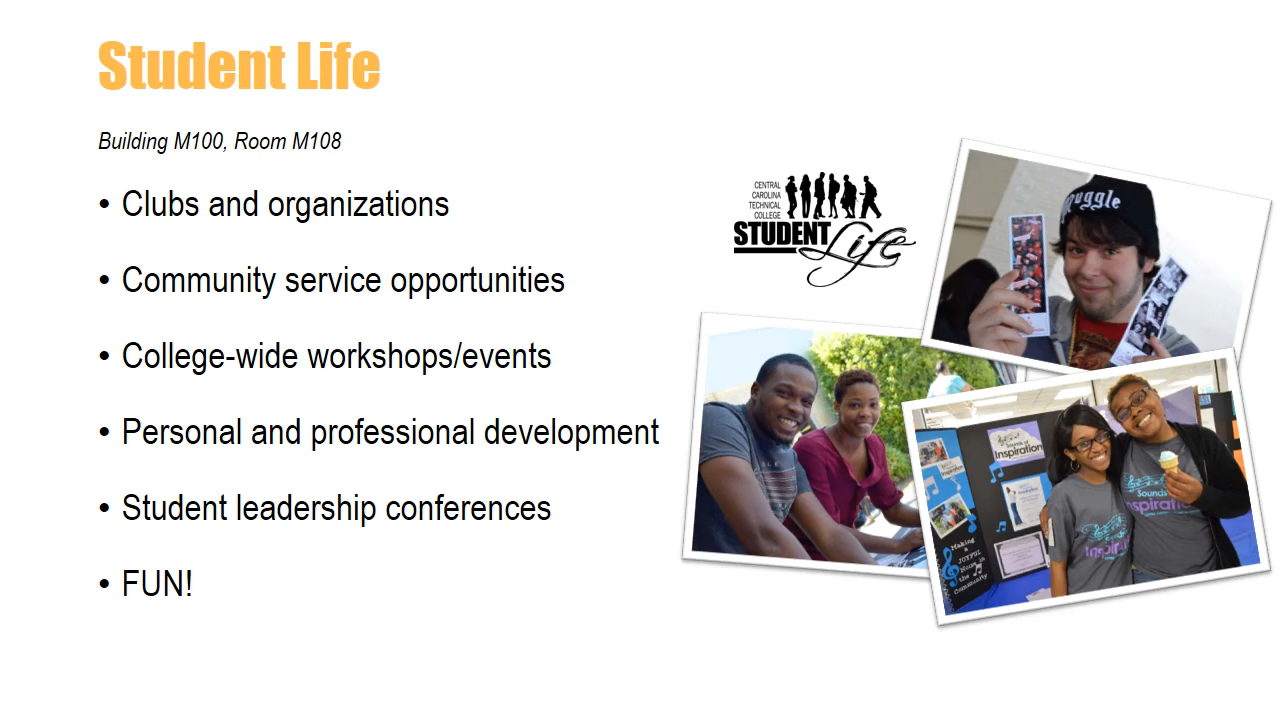 Student Life
Building M100, Room M108
• Clubs and organizations
• Community service opportunities
• College-wide workshops/events
• Personal and professional development
• Student leadership conferences
• FUN!
CENTRAL
CAROLINA
TECHNICAL
COLLEGE
STUDENT Life
Sounds of
Inspiration
Making
a
JOYFUL
Noise in
the
Community
Sounds